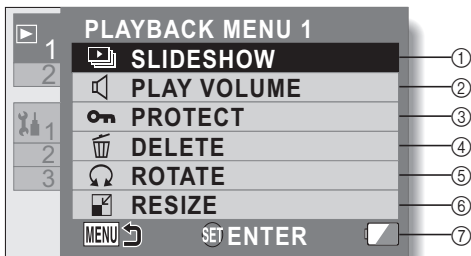 PLAYBACK MENU 1
1
SLIDESHOW ①
2
PLAY VOLUME ②
PROTECT ③
1
DELETE ④
2
ROTATE ⑤
3
RESIZE ⑥
MENU SET ENTER ⑦